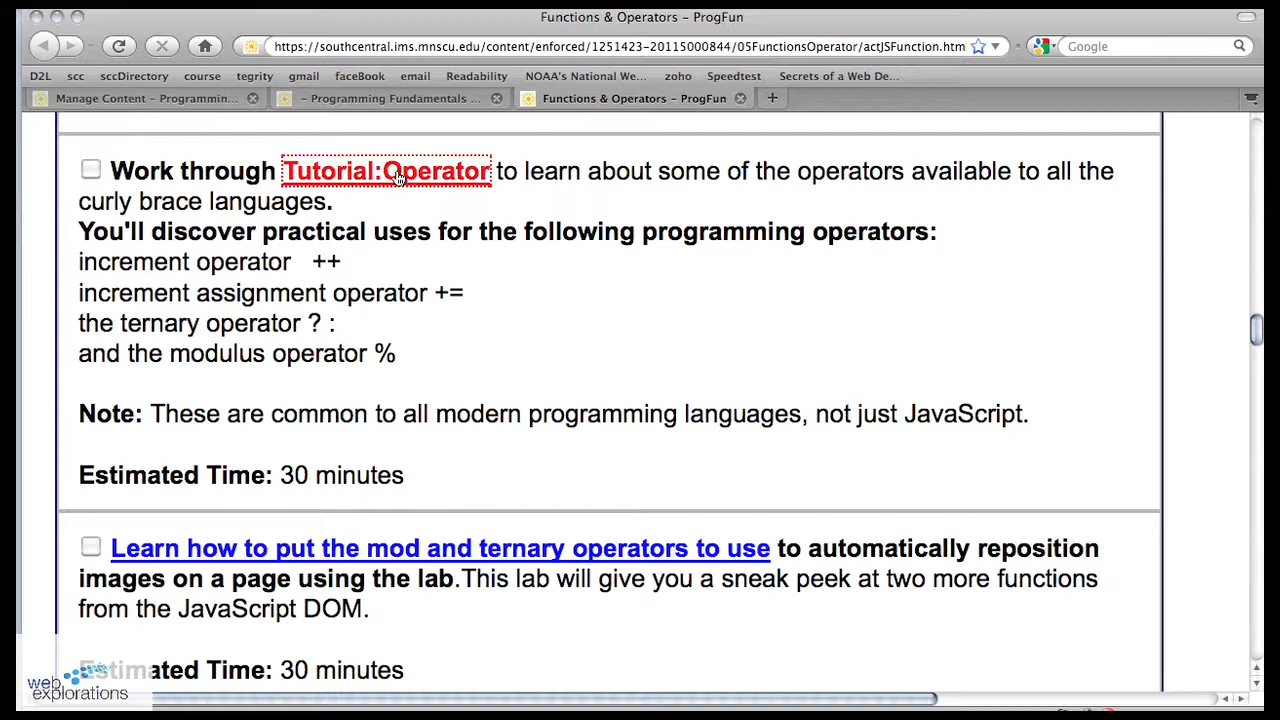 Functions & Operators – ProgFun
https://southcentral.ims.mnscu.edu/content/enforced/1251423-20115000844/05FunctionsOperator/actJSFunction.htm
Google
D2L scc sccDirectory course tegrity gmail faceBook email Readability NOAA's National We... zoho Speedtest Secrets of a Web De...
Manage Content – Programmin... – Programming Fundamentals ... Functions & Operators – ProgFun
Work through Tutorial:Operator to learn about some of the operators available to all the
curly brace languages.
You'll discover practical uses for the following programming operators:
increment operator ++
increment assignment operator +=
the ternary operator ? :
and the modulus operator %
Note: These are common to all modern programming languages, not just JavaScript.
Estimated Time: 30 minutes
Learn how to put the mod and ternary operators to use to automatically reposition
images on a page using the lab.This lab will give you a sneak peek at two more functions
from the JavaScript DOM.
Estimated Time: 30 minutes
web
explorations